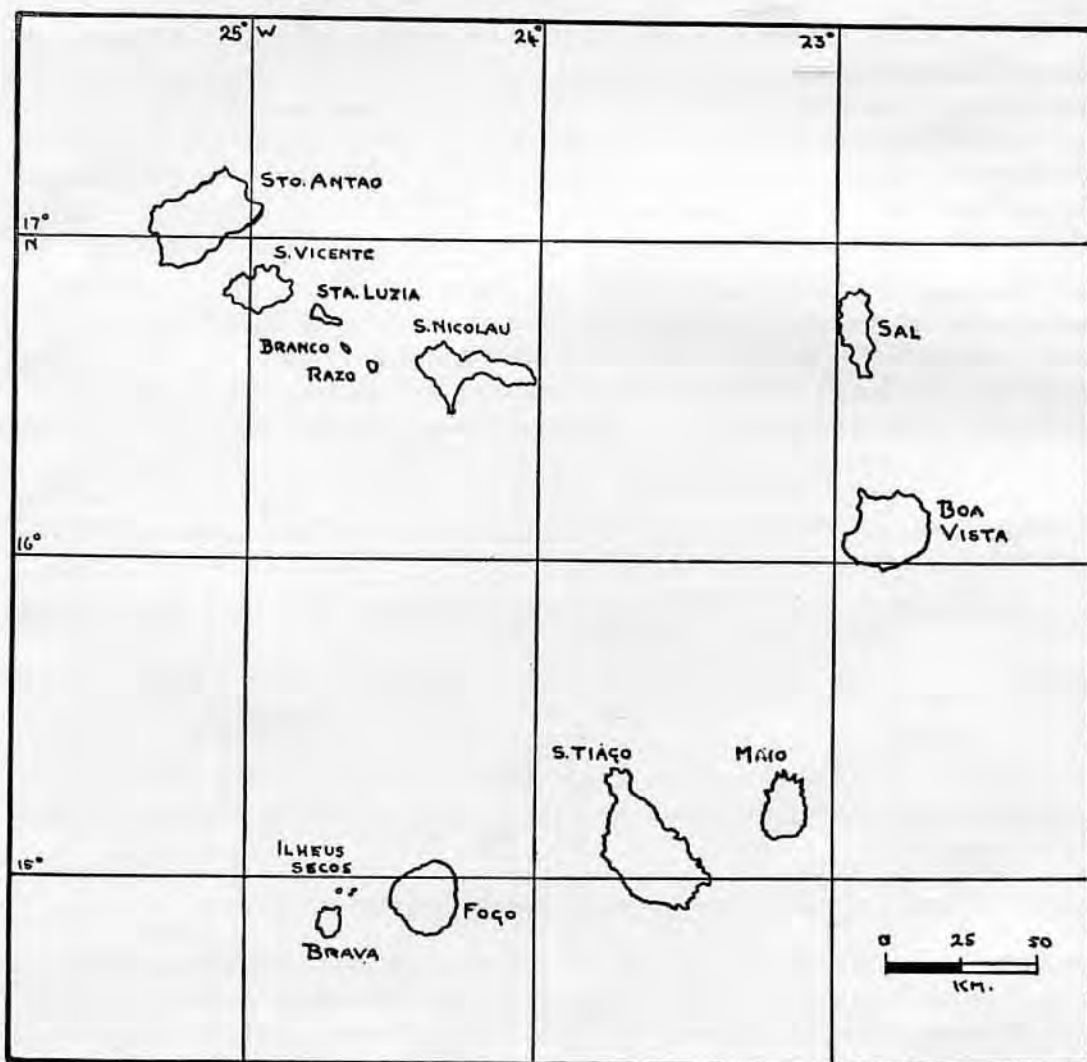 25° W
24°
23°
STO. ANTAO
17°
N
S. VICENTE
STA. LUZIA
S. NICOLAU
BRANCO
RAZO
SAL
BOA
VISTA
16°
S. TIÁGO
MÁIO
ILHEUS
SECOS
15°
FOGO
BRAVA
0 25 50
KM.